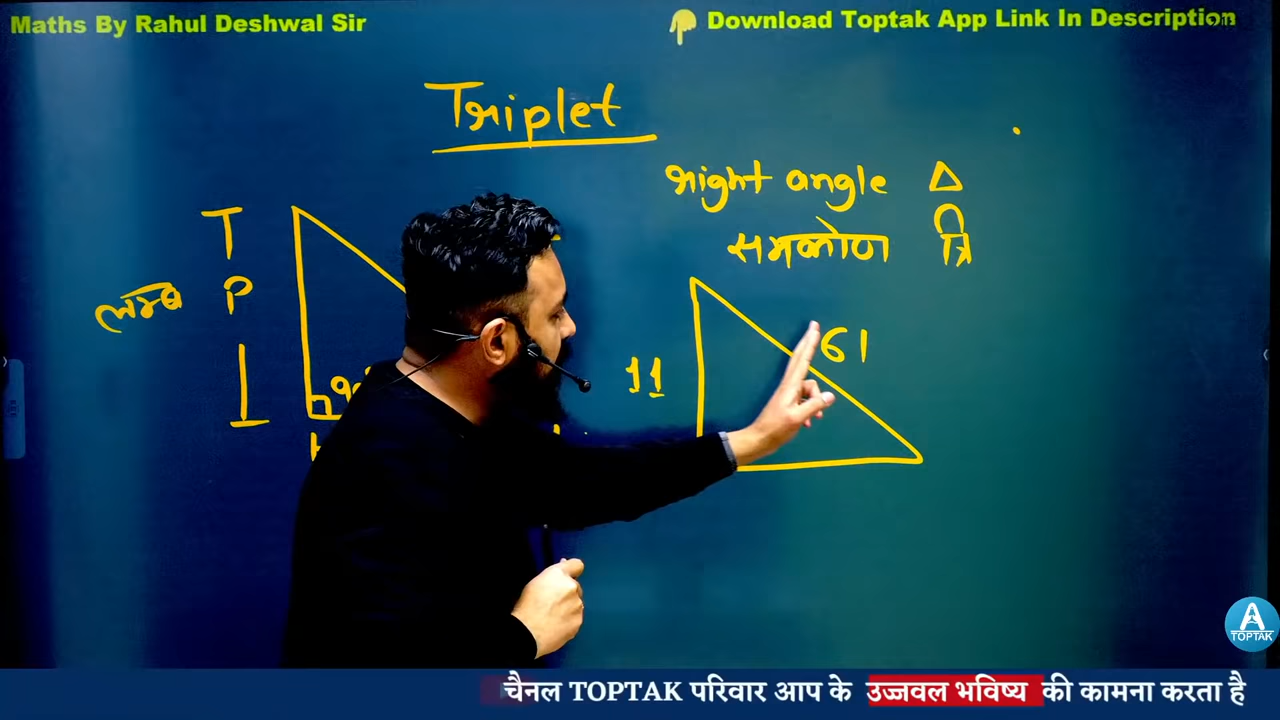 Maths By Rahul Deshwal Sir
Download Toptak App Link In Description
Triplet
right angle Δ
समकोण त्रि
T
लम्ब P
I
90
11
61
A
TOPTAK
चैनल TOPTAK परिवार आप के उज्जवल भविष्य की कामना करता है